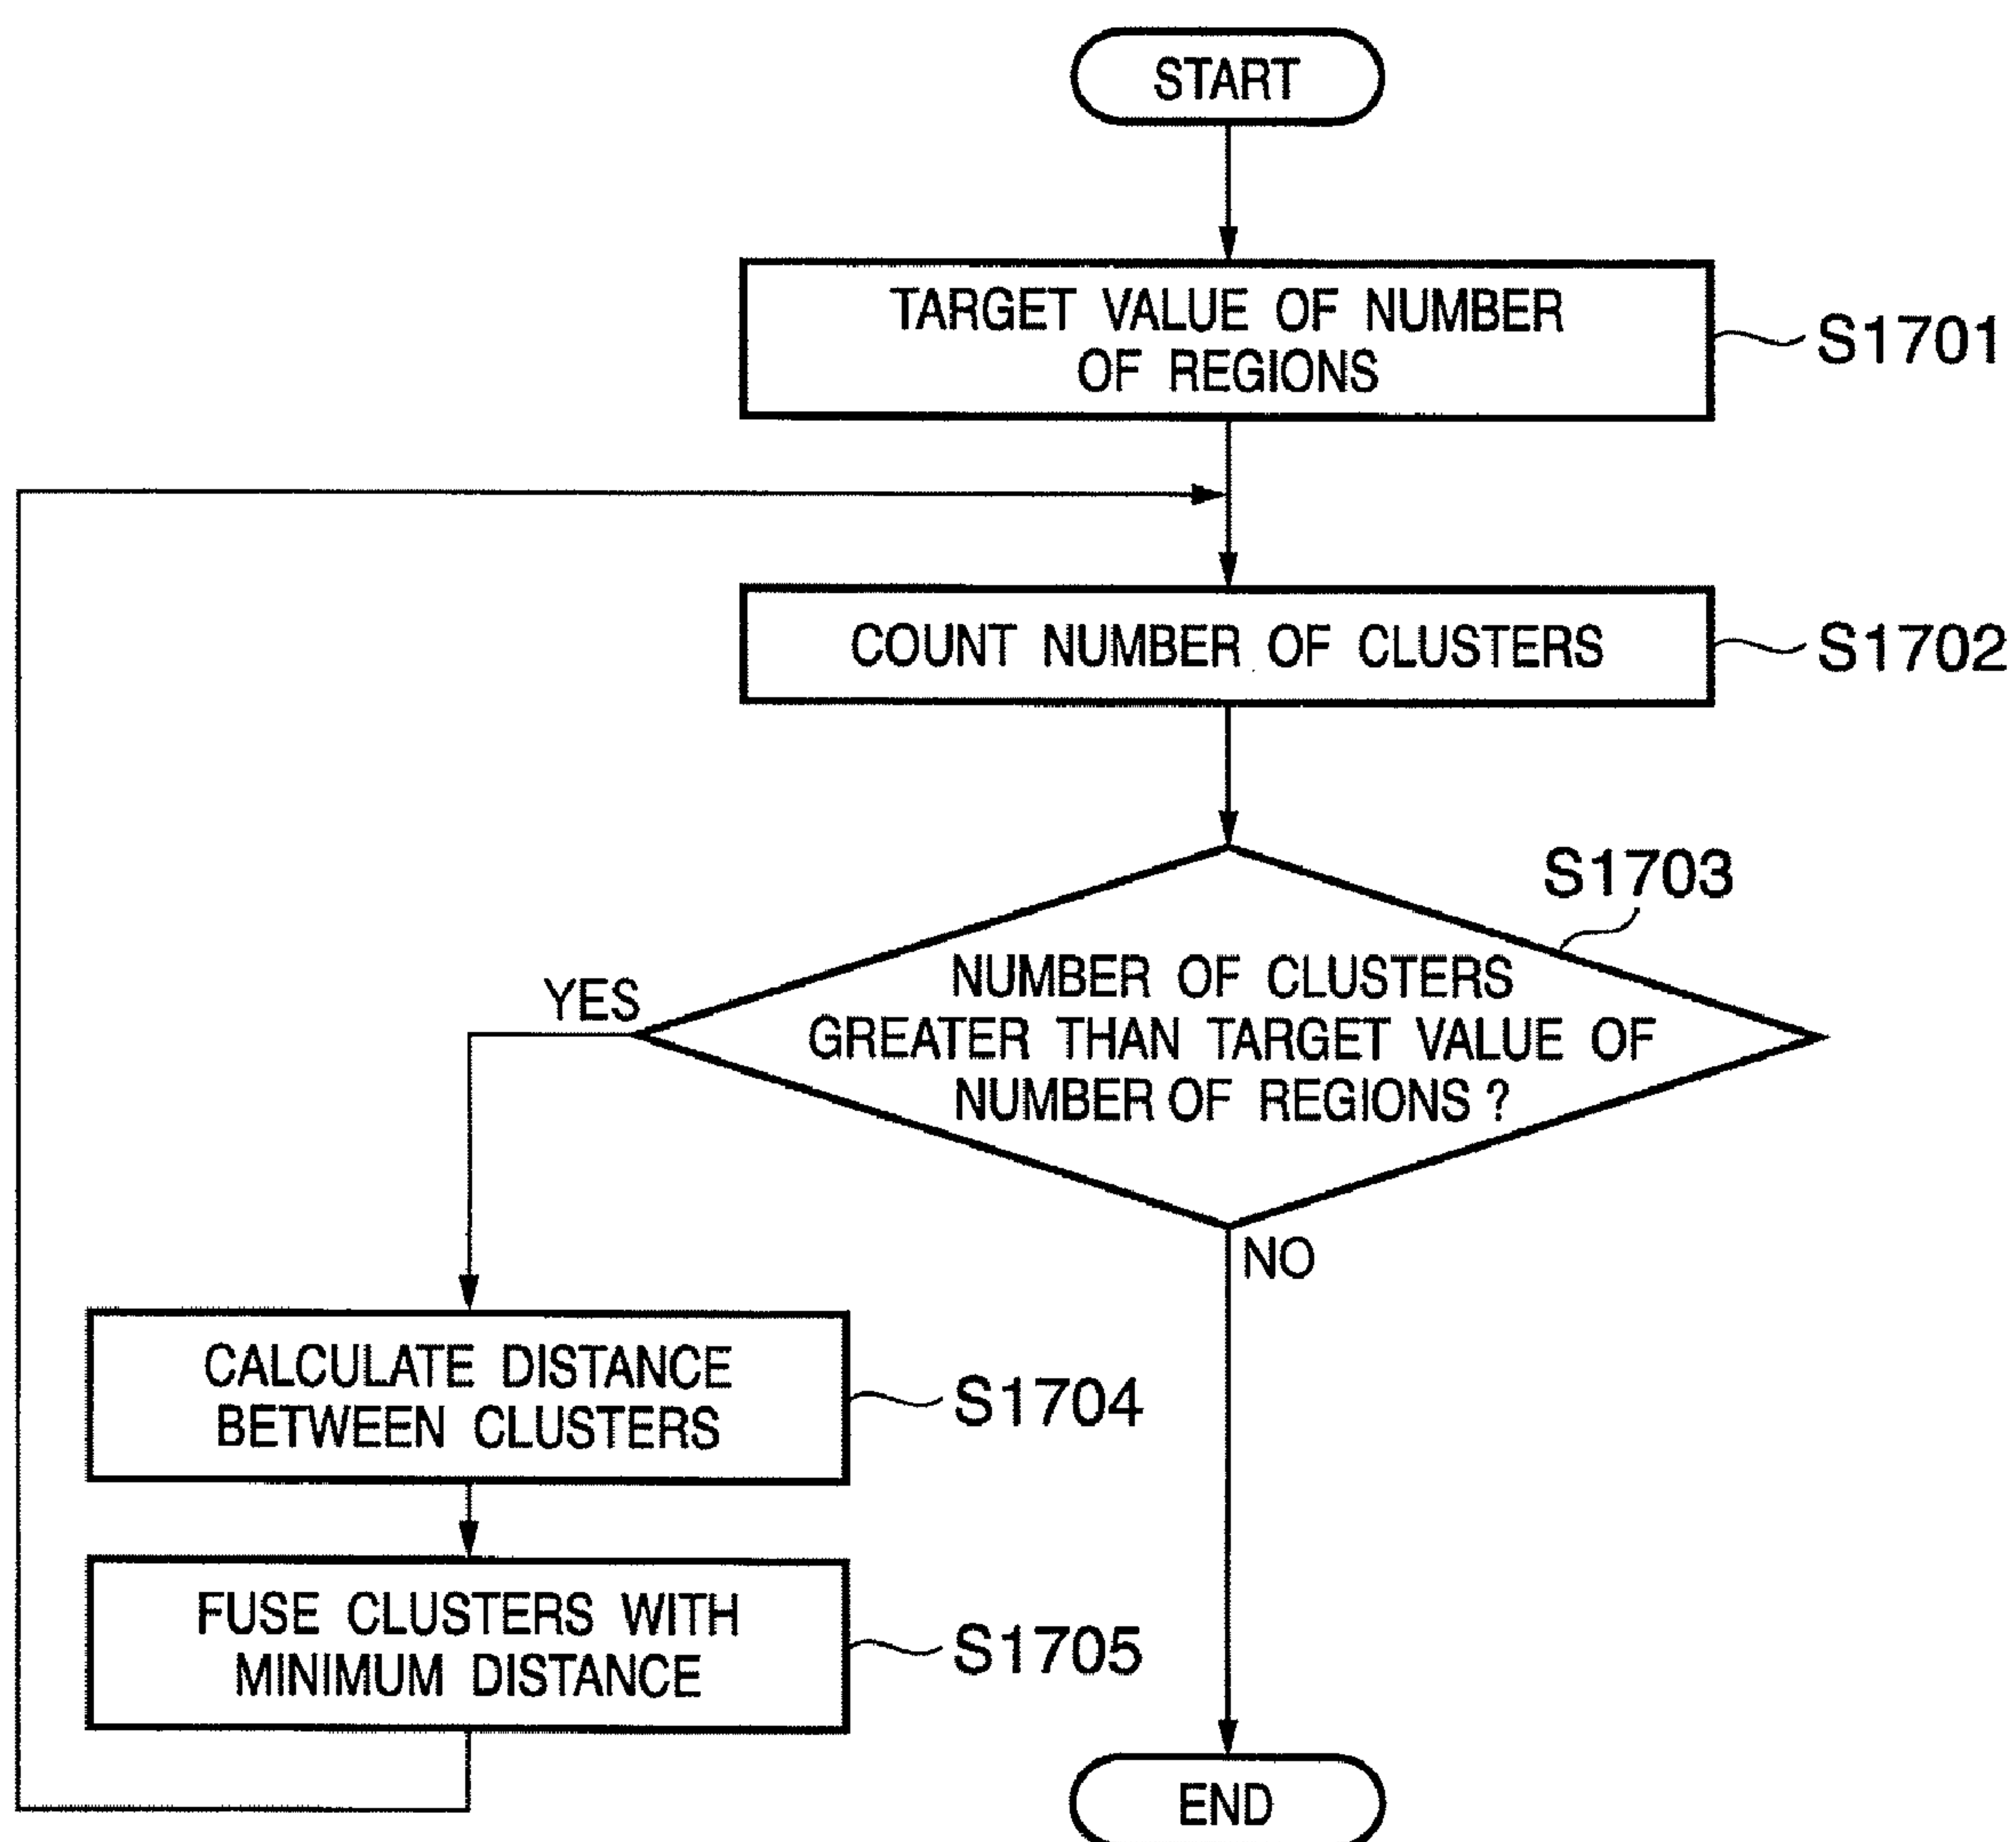 START
TARGET VALUE OF NUMBER
OF REGIONS
S1701
COUNT NUMBER OF CLUSTERS
S1702
S1703
NUMBER OF CLUSTERS
GREATER THAN TARGET VALUE OF
NUMBER OF REGIONS ?
YES
NO
CALCULATE DISTANCE
BETWEEN CLUSTERS
S1704
FUSE CLUSTERS WITH
MINIMUM DISTANCE
S1705
END